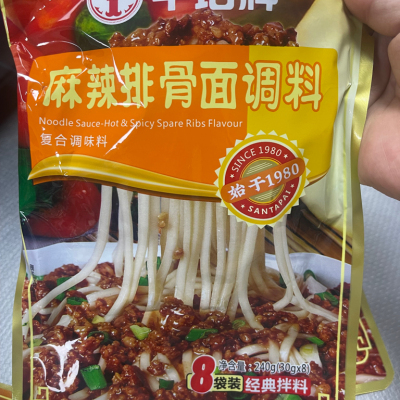 麻辣排骨面调料
Noodle Sauce-Hot & Spicy Spare Ribs Flavour
复合调味料
SINCE 1980
始于1980
SANTAPAI
净含量: 240g(30g×8)
8袋装 经典拌料